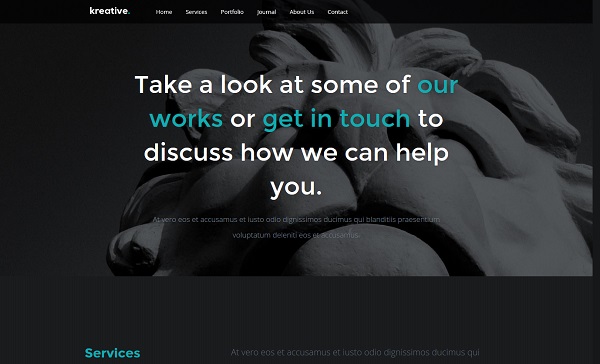 kreative. Home Services Portfolio Journal About Us Contact
Take a look at some of our
works or get in touch to
discuss how we can help
you.
At vero eos et accusamus et iusto odio dignissimos ducimus qui blanditiis praesentium
voluptatum deleniti eos et accusamus.
Services At vero eos et accusamus et iusto odio dignissimos ducimus qui